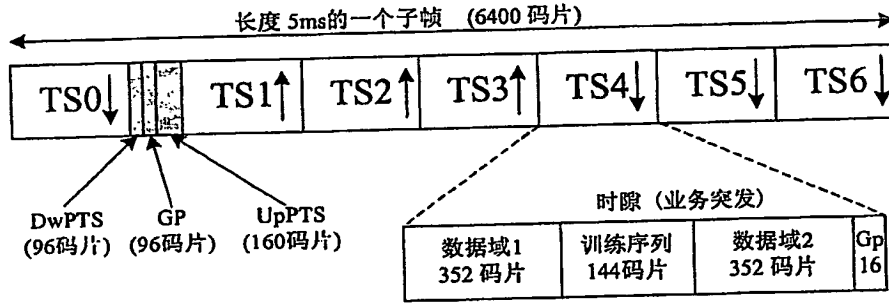 长度 5ms的一个子帧 (6400 码片)
TS0 TS1 TS2 TS3 TS4 TS5 TS6
DwPTS
(96码片)
GP
(96码片)
UpPTS
(160码片)
时隙 (业务突发)
数据域1
352 码片
训练序列
144码片
数据域2
352 码片
Gp
16